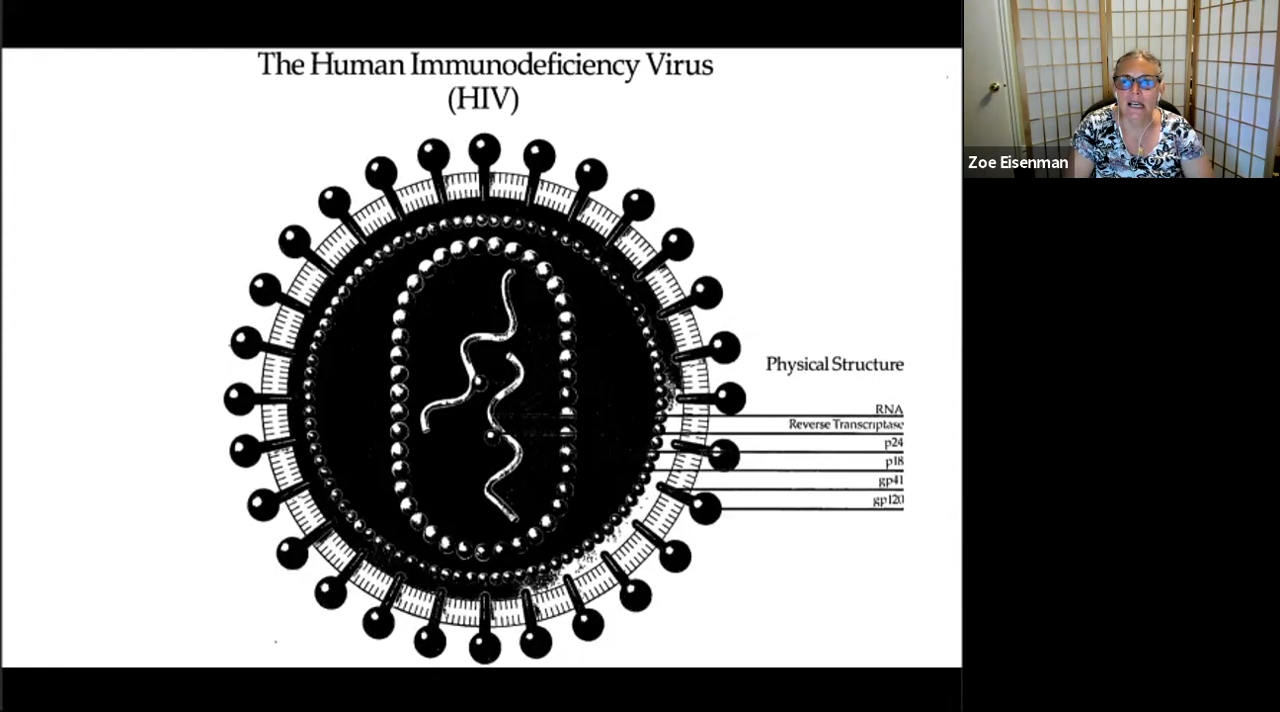 The Human Immunodeficiency Virus
(HIV)
Zoe Eisenman
Physical Structure
RNA
Reverse Transcriptase
p24
p18
gp41
gp120